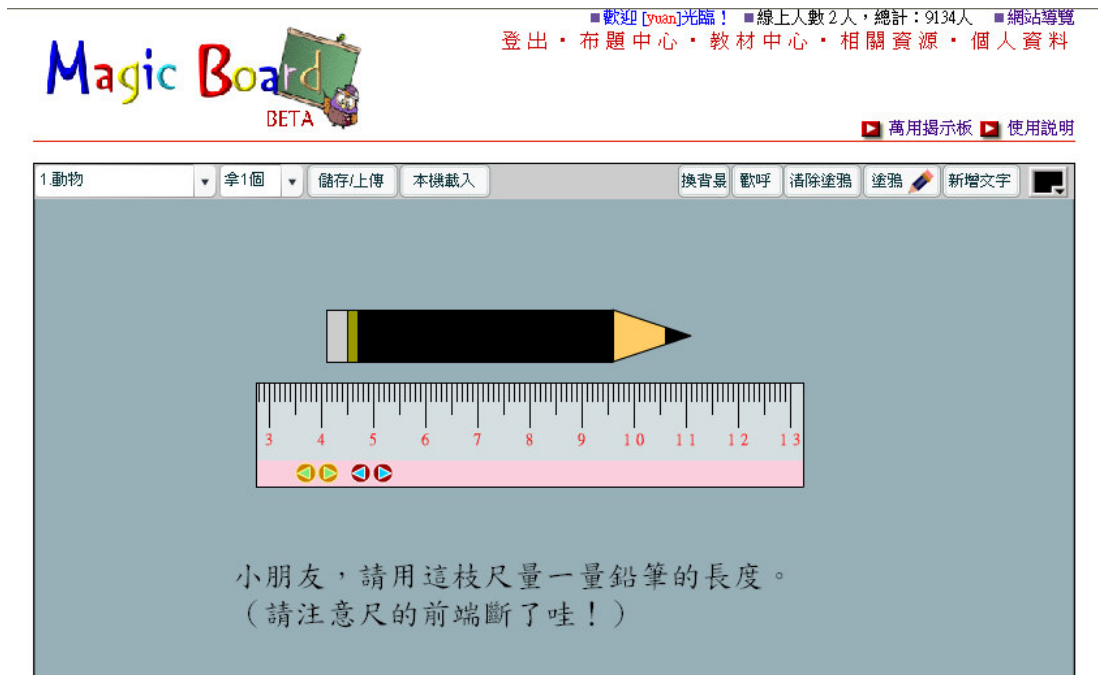 ■歡迎 [yuan]光臨！ ■線上人數 2 人，總計：9134人 ■網站導覽
登出・布題中心・教材中心・相關資源・個人資料
Magic Board
BETA
萬用揭示板 使用說明
1.動物 拿1個 儲存/上傳 本機載入 換背景 歡呼 清除塗鴉 塗鴉 新增文字
3 4 5 6 7 8 9 10 11 12 13
小朋友，請用這枝尺量一量鉛筆的長度。
（請注意尺的前端斷了哇！）